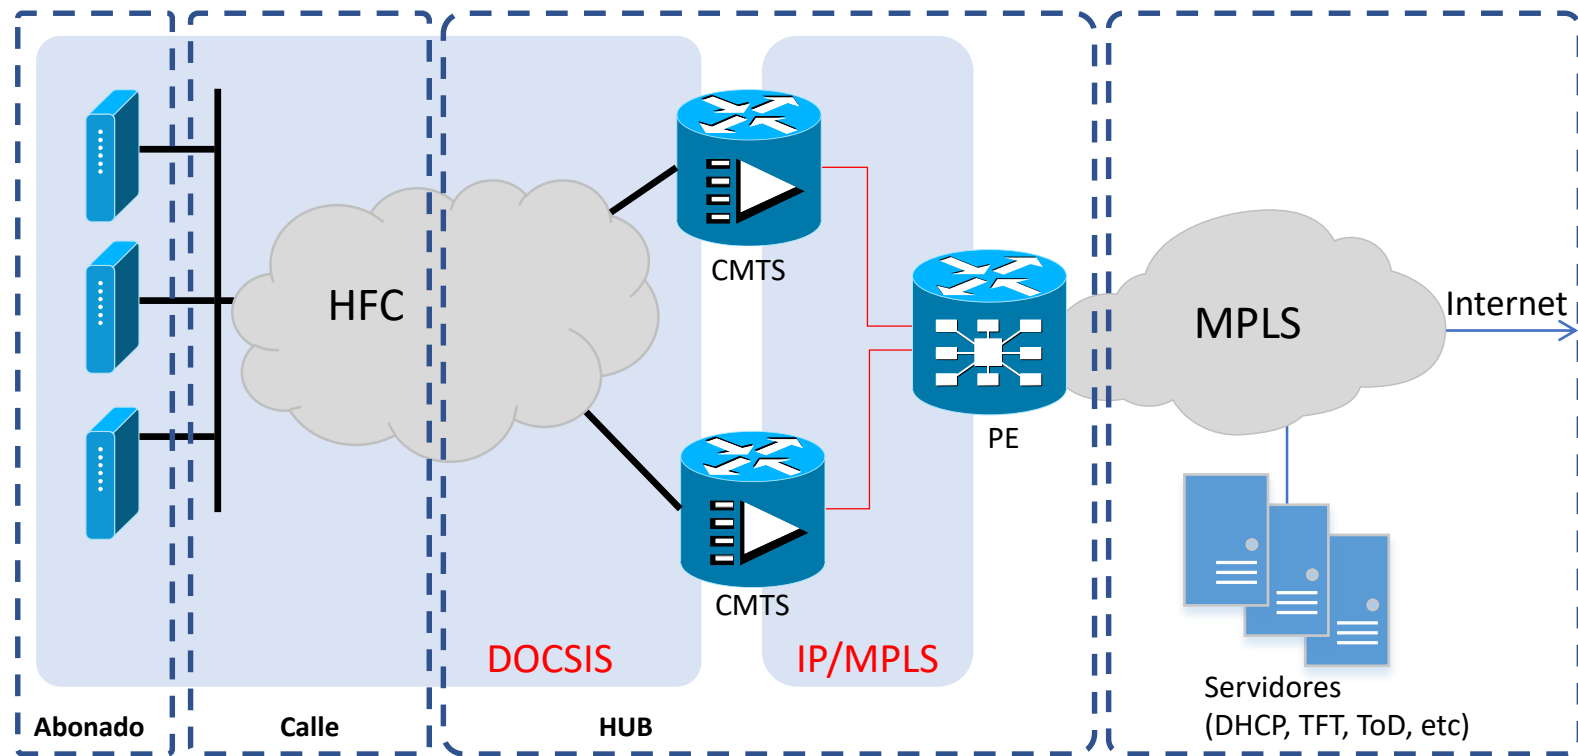 CMTS
HFC
MPLS
Internet
PE
CMTS
DOCSIS
IP/MPLS
Servidores
(DHCP, TFT, ToD, etc)
Abonado
Calle
HUB